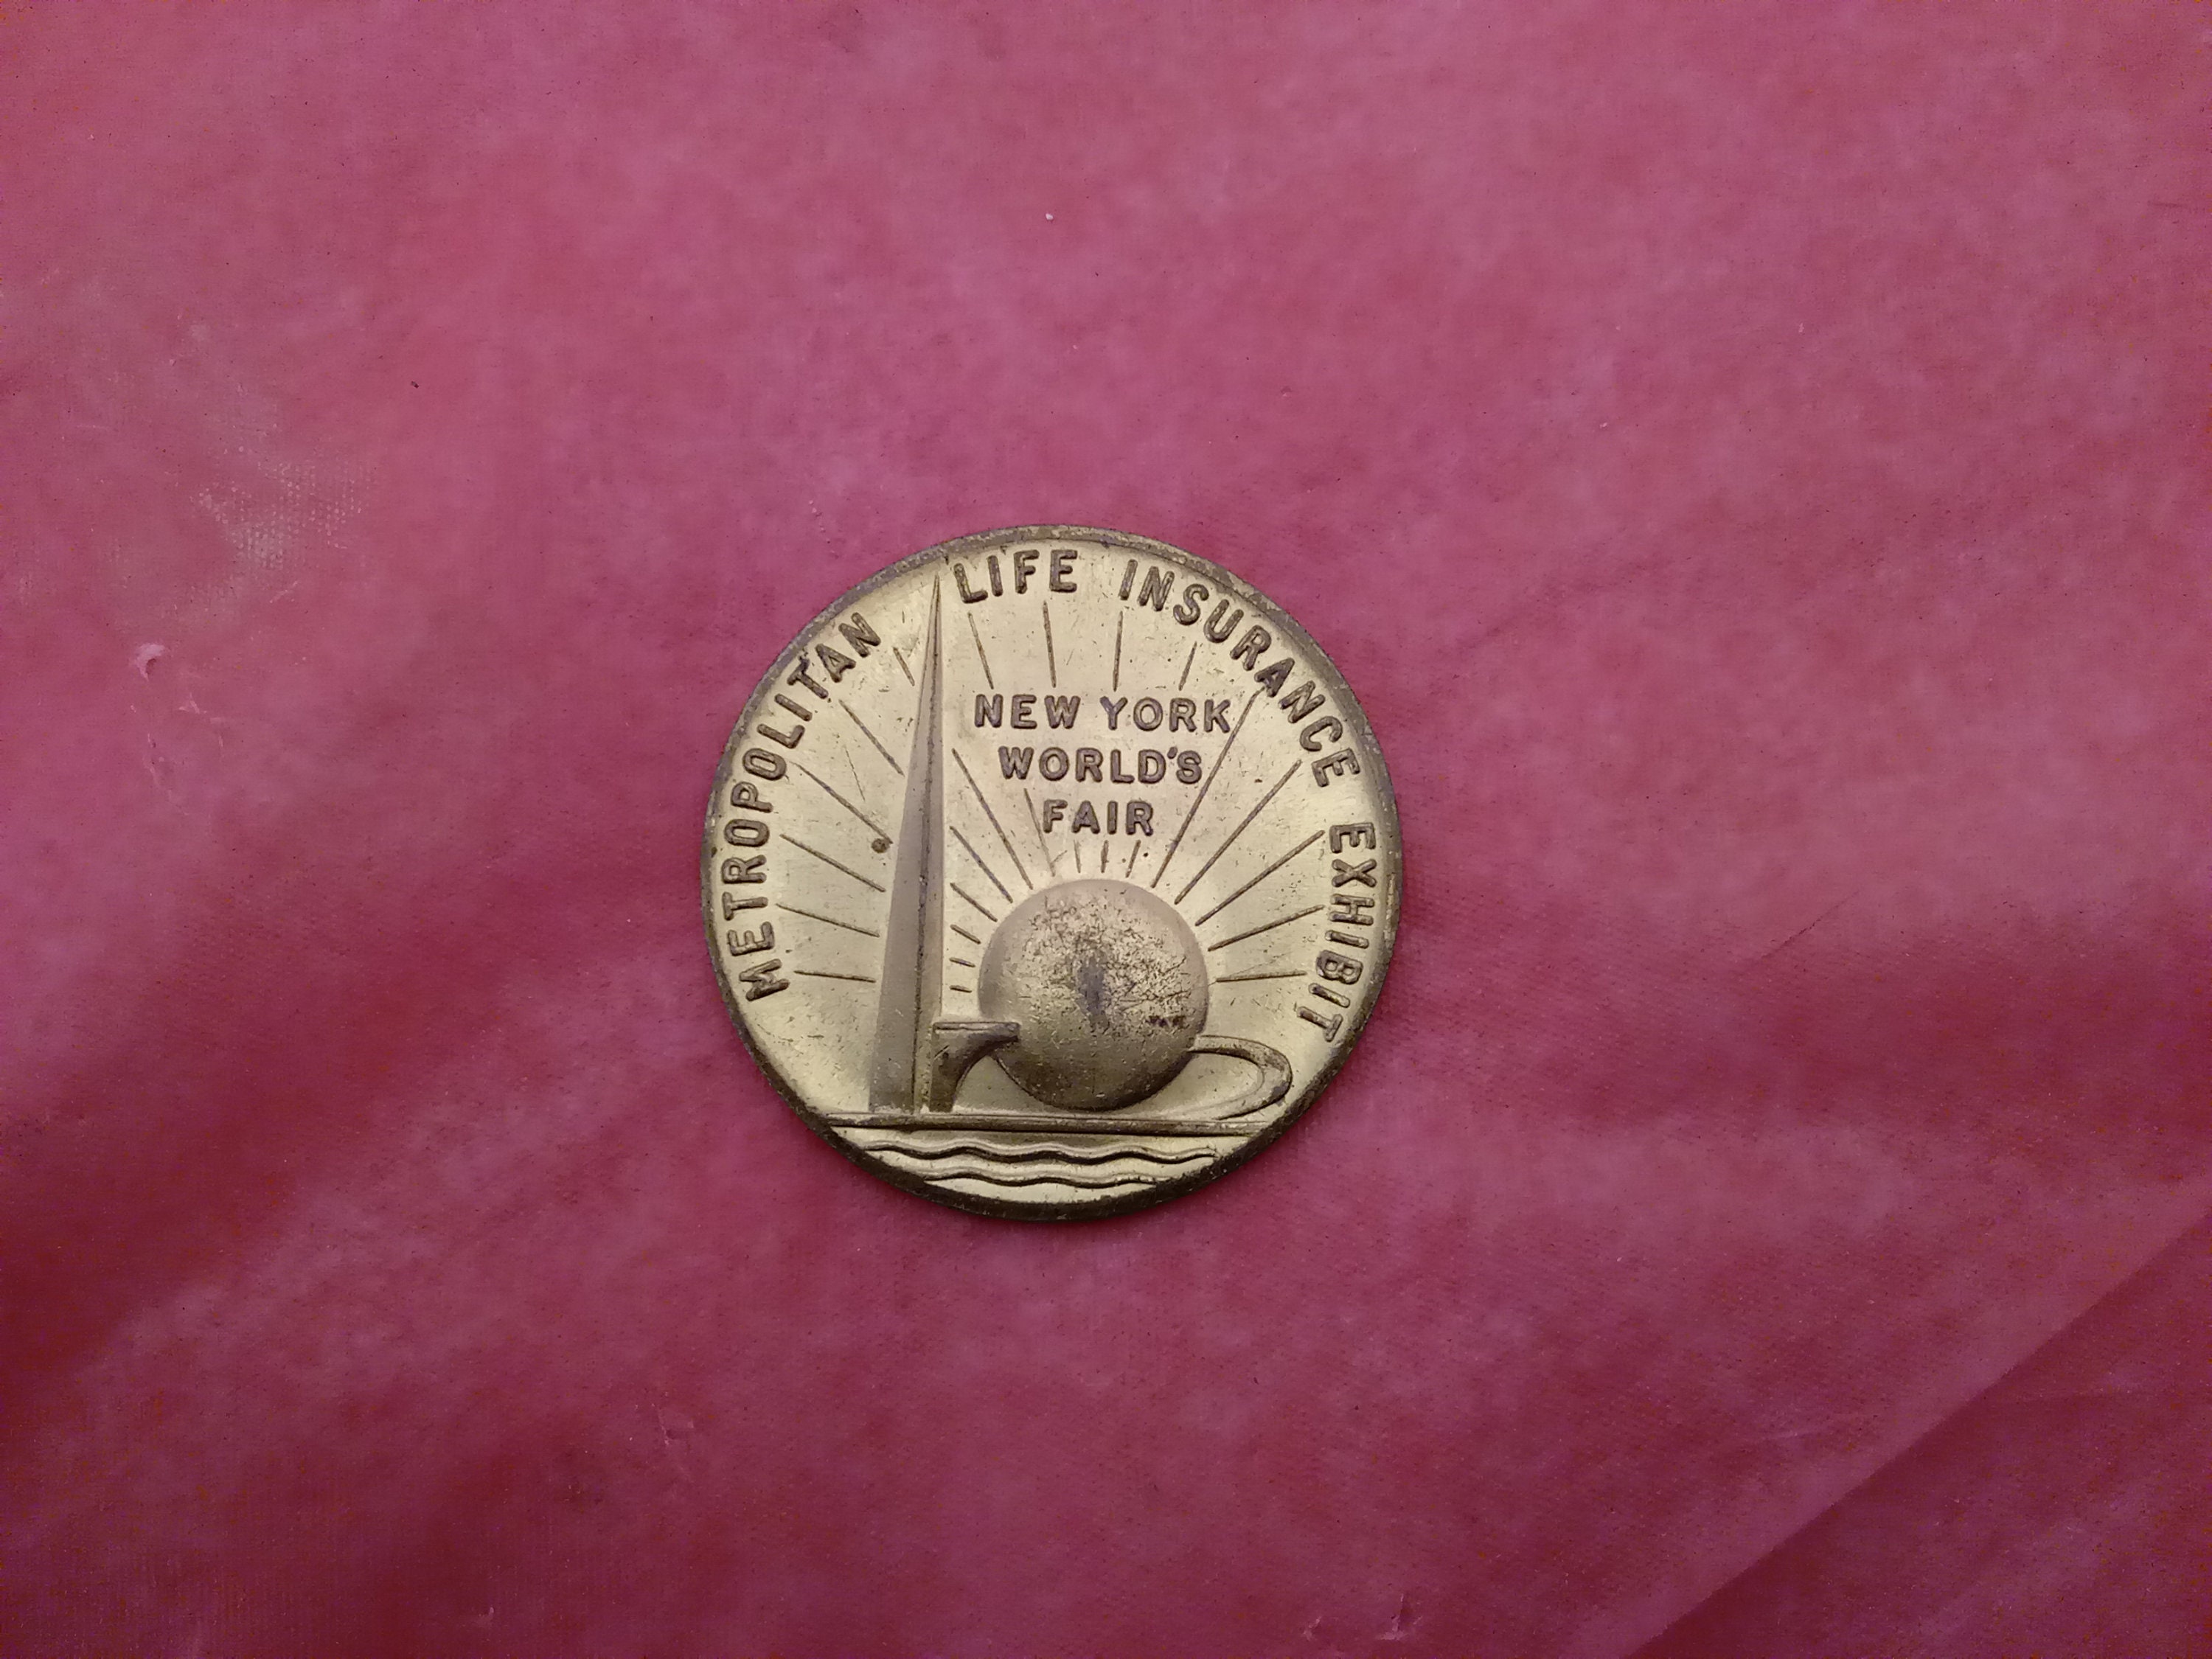 METROPOLITAN LIFE INSURANCE EXHIBIT
NEW YORK
WORLD'S
FAIR